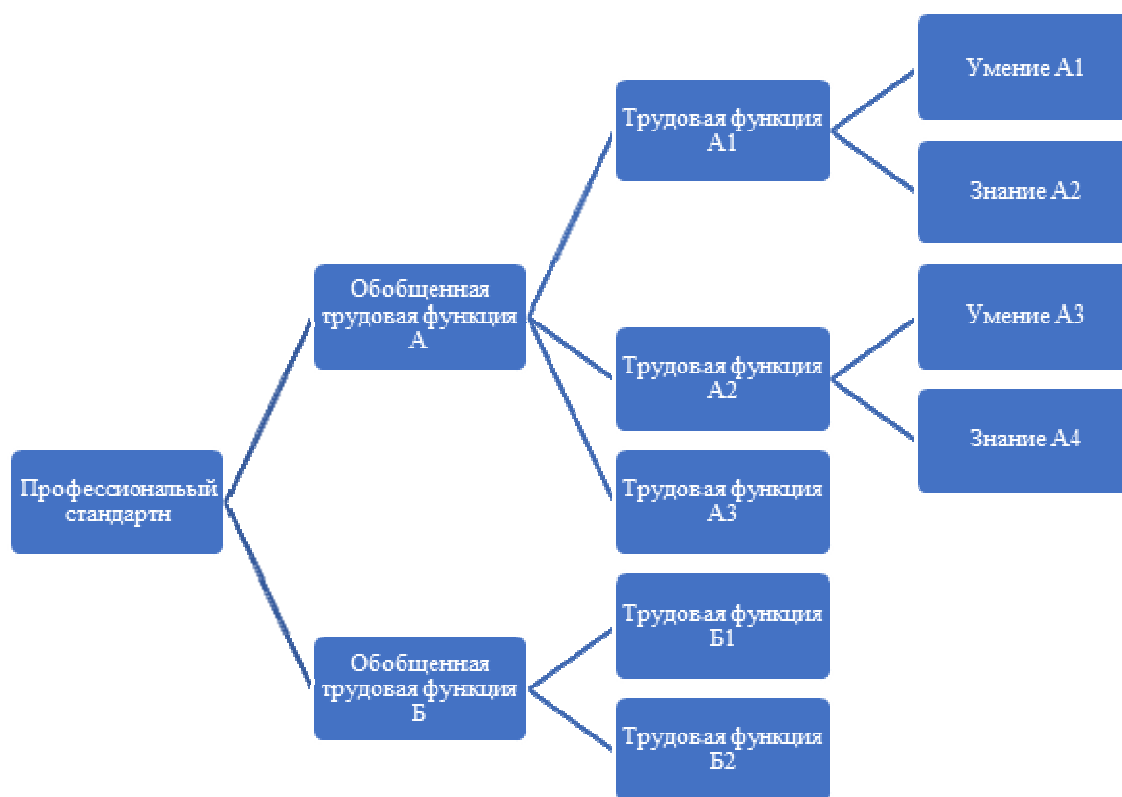 Профессиональый
стандартн
Обобщенная
трудовая функция
А
Трудовая функция
А1
Умение А1
Знание А2
Трудовая функция
А2
Умение А3
Знание А4
Трудовая функция
А3
Обобщенная
трудовая функция
Б
Трудовая функция
Б1
Трудовая функция
Б2